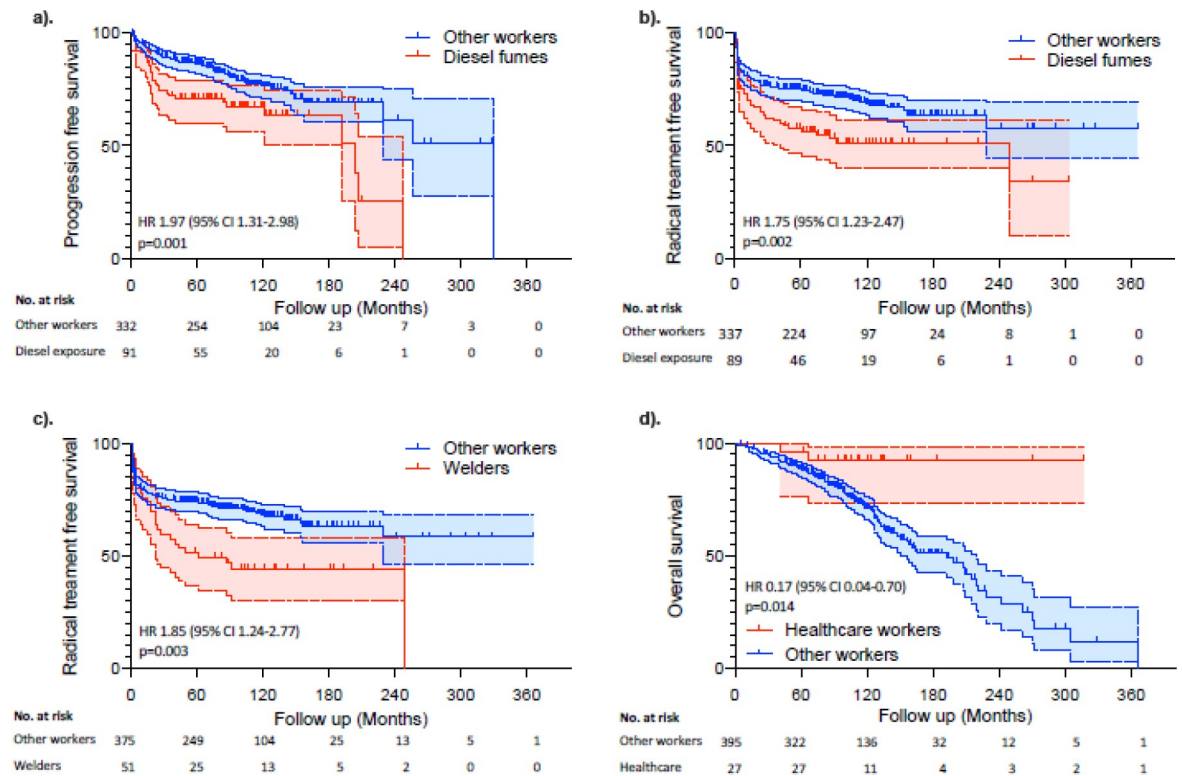 a).
100
50
0
Proogression free survival
Other workers
Diesel fumes
HR 1.97 (95% CI 1.31-2.98)
p=0.001
0 60 120 180 240 300 360
Follow up (Months)
No. at risk
Other workers 332 254 104 23 7 3 0
Diesel exposure 91 55 20 6 1 0 0
b).
100
50
0
Radical treament free survival
Other workers
Diesel fumes
HR 1.75 (95% CI 1.23-2.47)
p=0.002
0 60 120 180 240 300 360
Follow up (Months)
No. at risk
Other workers 337 224 97 24 8 1 0
Diesel exposure 89 46 19 6 1 0 0
c).
100
50
0
Radical treament free survival
Other workers
Welders
HR 1.85 (95% CI 1.24-2.77)
p=0.003
0 60 120 180 240 300 360
Follow up (Months)
No. at risk
Other workers 375 249 104 25 13 5 1
Welders 51 25 13 5 2 0 0
d).
100
50
0
Overall survival
HR 0.17 (95% CI 0.04-0.70)
p=0.014
Healthcare workers
Other workers
0 60 120 180 240 300 360
Follow up (Months)
No. at risk
Other workers 395 322 136 32 12 5 1
Healthcare 27 27 11 4 3 2 1